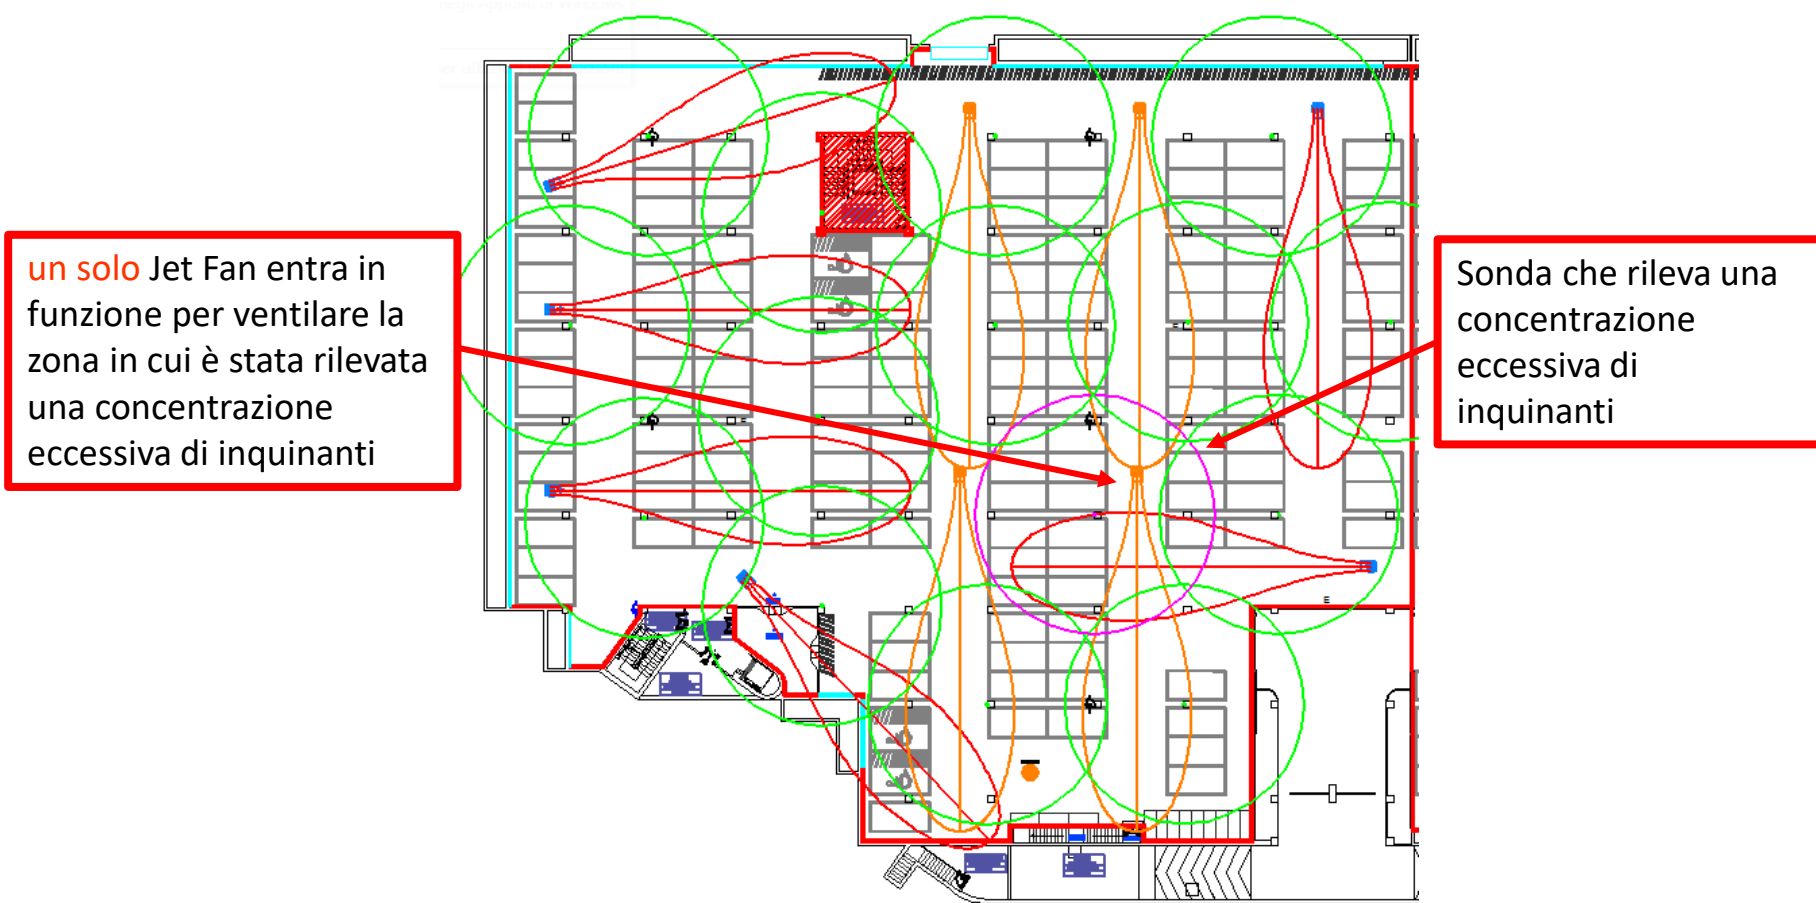 un solo Jet Fan entra in
funzione per ventilare la
zona in cui è stata rilevata
una concentrazione
eccessiva di inquinanti
Sonda che rileva una
concentrazione
eccessiva di
inquinanti